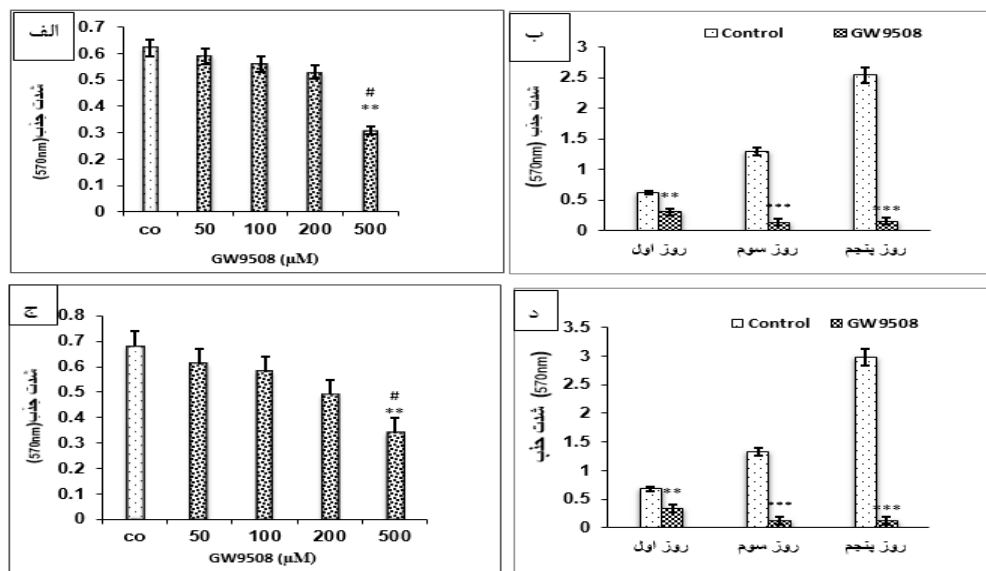 الف
0.7
0.6
0.5
0.4
0.3
0.2
0.1
0
شدت جذب(570nm)
#
**
co 50 100 200 500
GW9508 (µM)
ب
Control GW9508
3
2.5
2
1.5
1
0.5
0
شدت جذب (570nm)
** *** ***
روز اول روز سوم روز پنجم
ج
0.8
0.7
0.6
0.5
0.4
0.3
0.2
0.1
0
شدت جذب(570nm)
#
**
co 50 100 200 500
GW9508 (µM)
د
Control GW9508
3.5
3
2.5
2
1.5
1
0.5
0
شدت جذب (570nm)
** *** ***
روز اول روز سوم روز پنجم